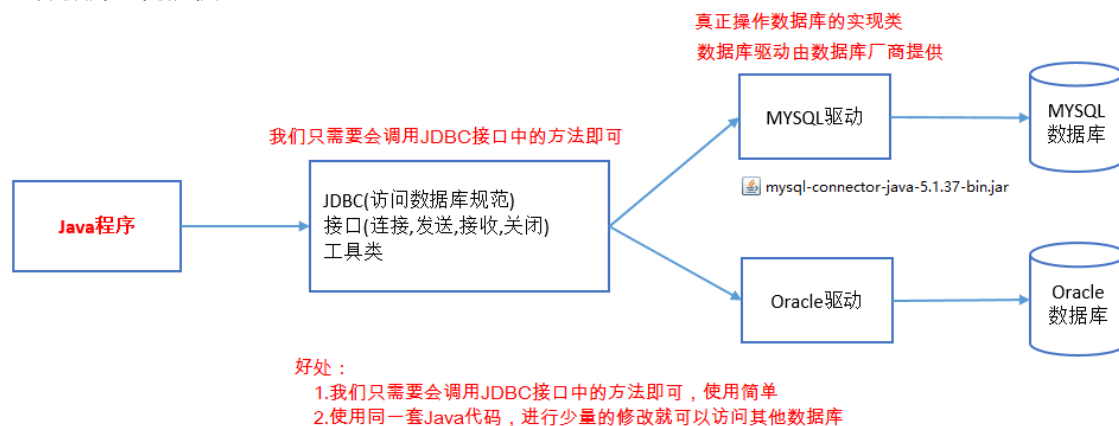 真正操作数据库的实现类
数据库驱动由数据库厂商提供
我们只需要会调用JDBC接口中的方法即可
MYSQL驱动
MYSQL
数据库
mysql-connector-java-5.1.37-bin.jar
Java程序
JDBC(访问数据库规范)
接口(连接,发送,接收,关闭)
工具类
Oracle驱动
Oracle
数据库
好处：
1.我们只需要会调用JDBC接口中的方法即可，使用简单
2.使用同一套Java代码，进行少量的修改就可以访问其他数据库